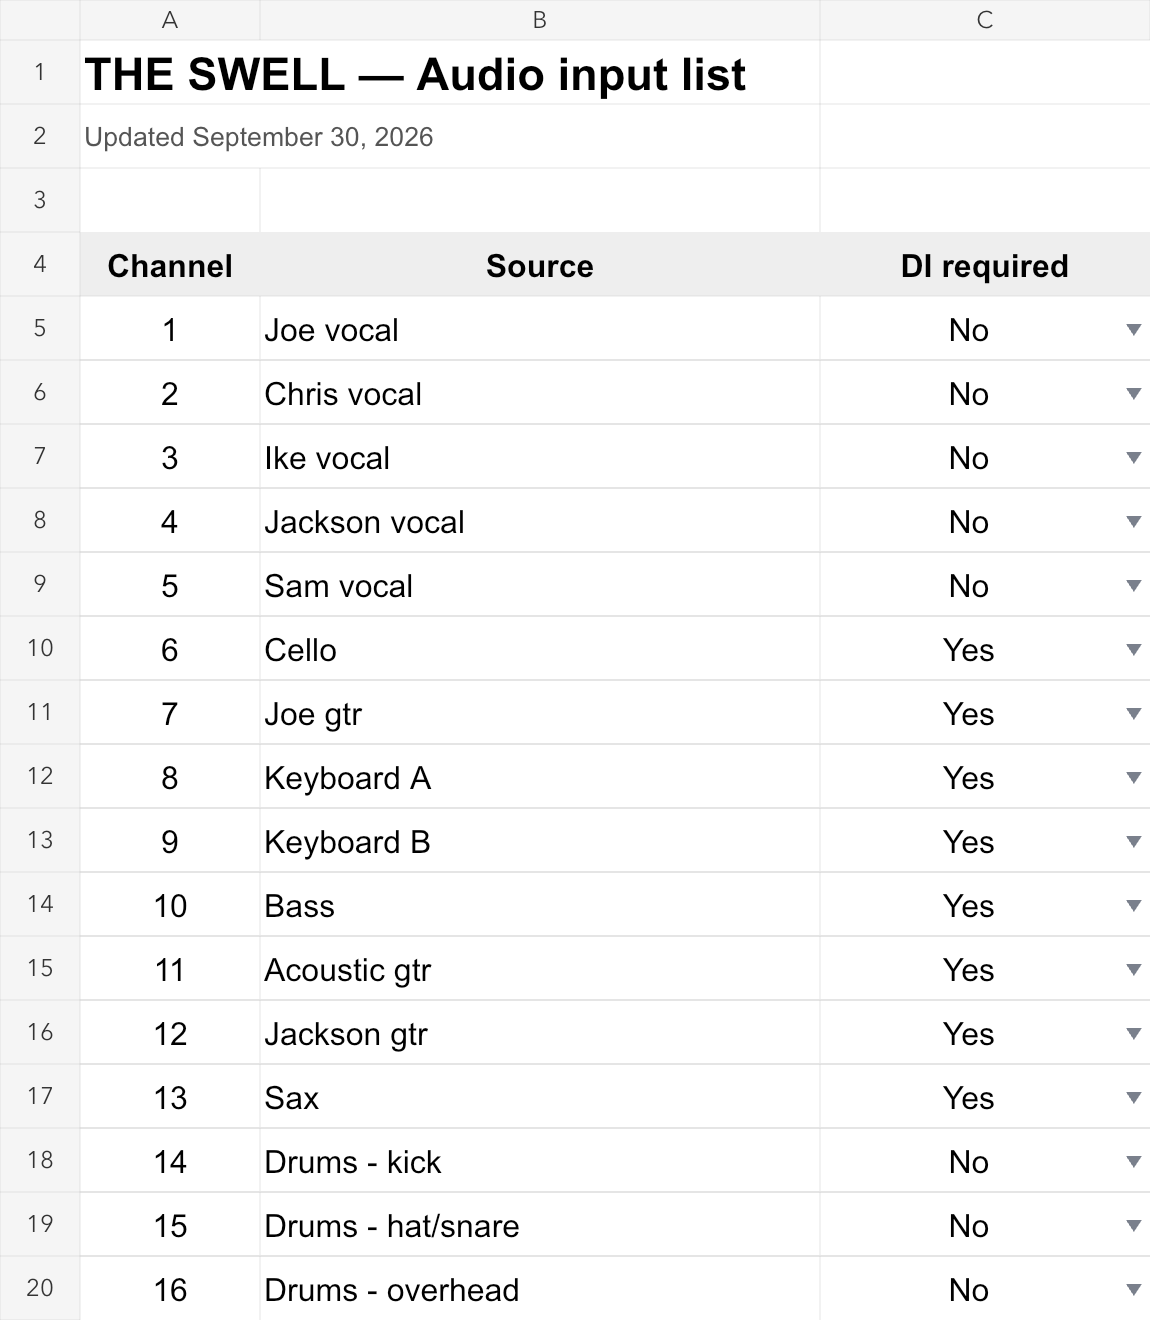 A B C
1 THE SWELL — Audio input list
2 Updated September 30, 2026
3
4 Channel Source DI required
5 1 Joe vocal No
6 2 Chris vocal No
7 3 Ike vocal No
8 4 Jackson vocal No
9 5 Sam vocal No
10 6 Cello Yes
11 7 Joe gtr Yes
12 8 Keyboard A Yes
13 9 Keyboard B Yes
14 10 Bass Yes
15 11 Acoustic gtr Yes
16 12 Jackson gtr Yes
17 13 Sax Yes
18 14 Drums - kick No
19 15 Drums - hat/snare No
20 16 Drums - overhead No